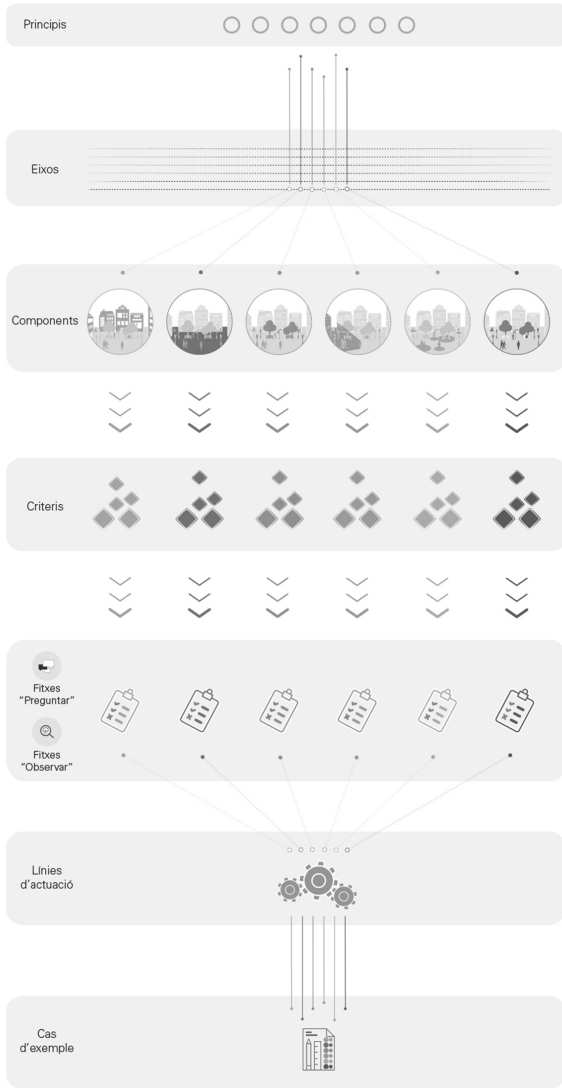 Principis
Eixos
Components
Criteris
Fitxes
“Preguntar”
Fitxes
“Observar”
Línies
d’actuació
Cas
d’exemple